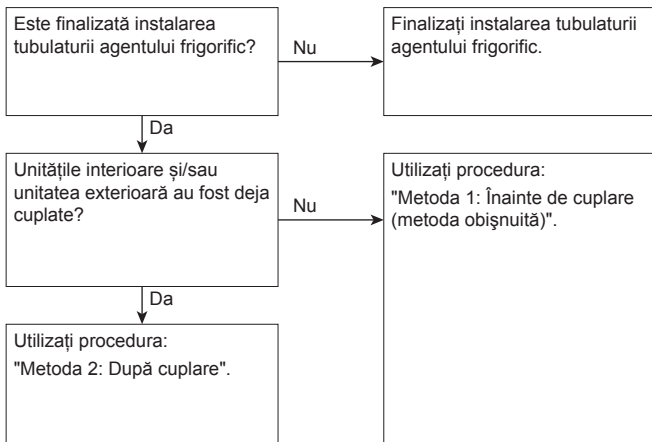 Este finalizată instalarea
tubulaturii agentului frigorific?
Nu
Finalizați instalarea tubulaturii
agentului frigorific.
Da
Unitățile interioare și/sau
unitatea exterioară au fost deja
cuplate?
Nu
Utilizați procedura:
"Metoda 1: Înainte de cuplare
(metoda obişnuită)".
Da
Utilizați procedura:
"Metoda 2: După cuplare".